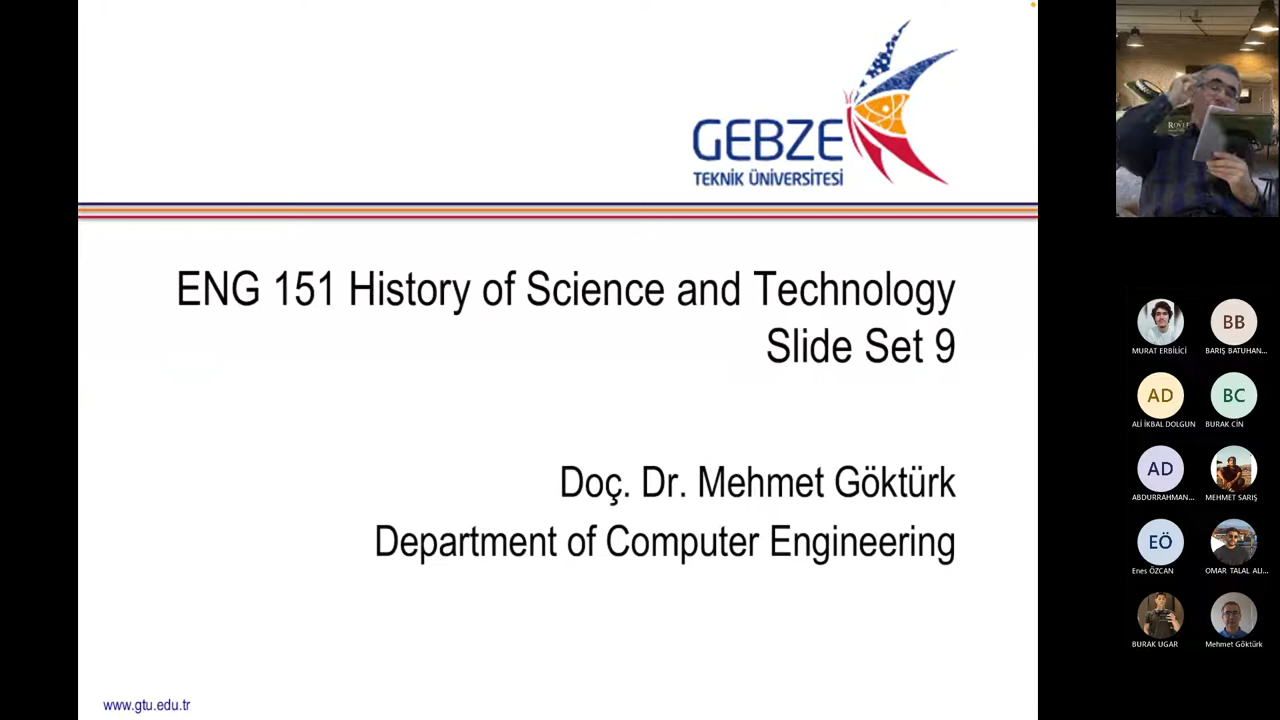 GEBZE
TEKNİK ÜNİVERSİTESİ
ENG 151 History of Science and Technology
Slide Set 9
Doç. Dr. Mehmet Göktürk
Department of Computer Engineering
www.gtu.edu.tr
ROVER
MURAT ERBİLİCİ
BB
BARIŞ BATUHAN...
AD
ALİ İKBAL DOLGUN
BC
BURAK CİN
AD
ABDURRAHMAN...
MEHMET SARIŞ
EÖ
Enes ÖZCAN
OMAR TALAL ALI...
BURAK UGAR
Mehmet Göktürk